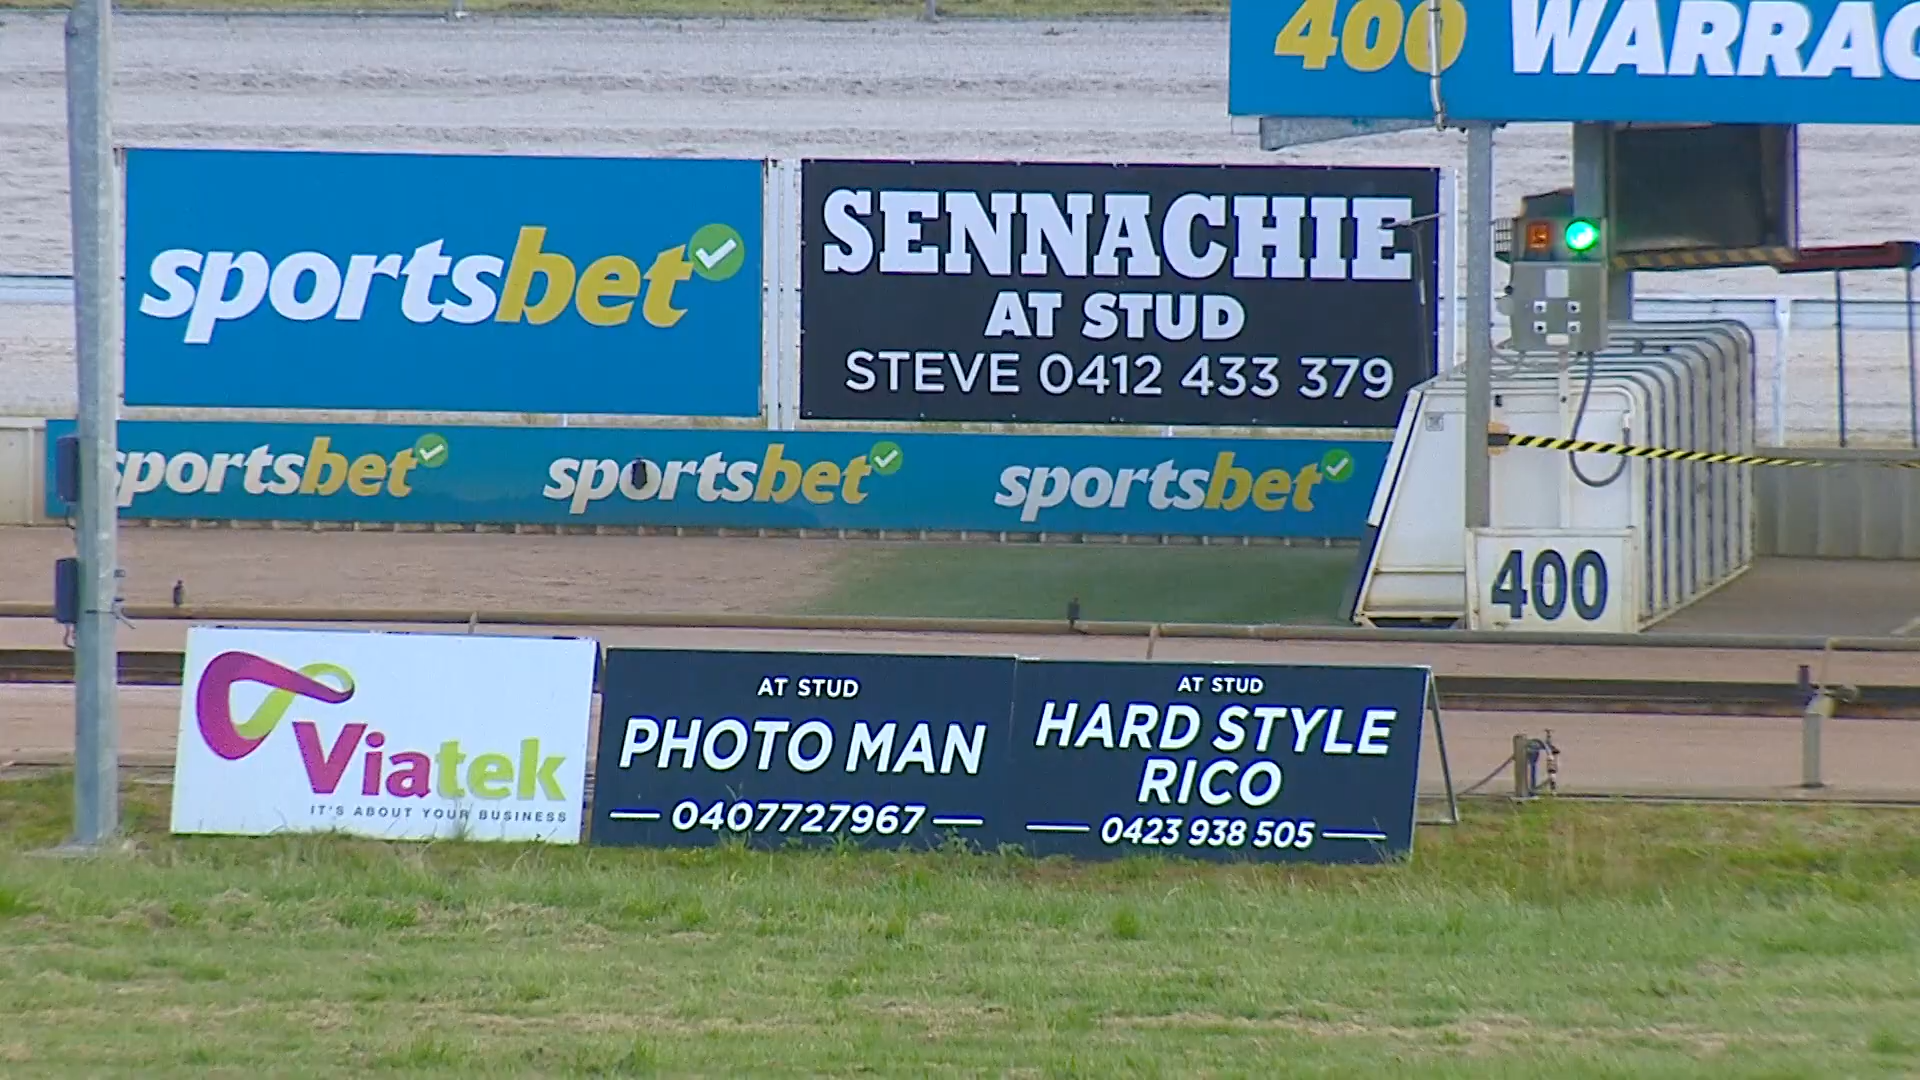 400 WARRAC
sportsbet
SENNACHIE
AT STUD
STEVE 0412 433 379
sportsbet
sportsbet
sportsbet
400
Viatek
IT'S ABOUT YOUR BUSINESS
AT STUD
PHOTO MAN
0407727967
AT STUD
HARD STYLE
RICO
0423 938 505